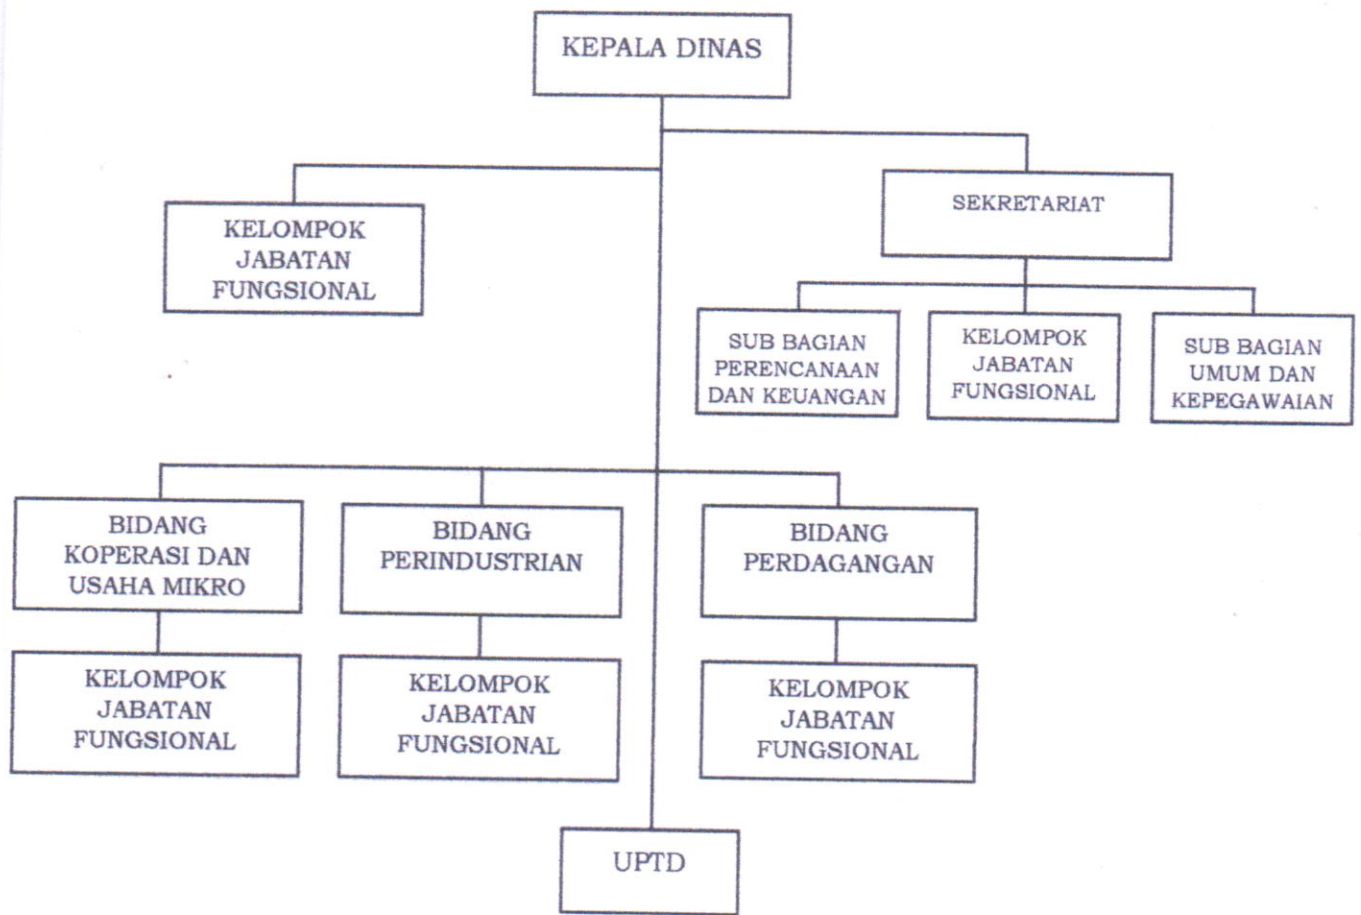 KEPALA DINAS
SEKRETARIAT
KELOMPOK
JABATAN
FUNGSIONAL
SUB BAGIAN
PERENCANAAN
DAN KEUANGAN
KELOMPOK
JABATAN
FUNGSIONAL
SUB BAGIAN
UMUM DAN
KEPEGAWAIAN
BIDANG
KOPERASI DAN
USAHA MIKRO
BIDANG
PERINDUSTRIAN
BIDANG
PERDAGANGAN
KELOMPOK
JABATAN
FUNGSIONAL
KELOMPOK
JABATAN
FUNGSIONAL
KELOMPOK
JABATAN
FUNGSIONAL
UPTD